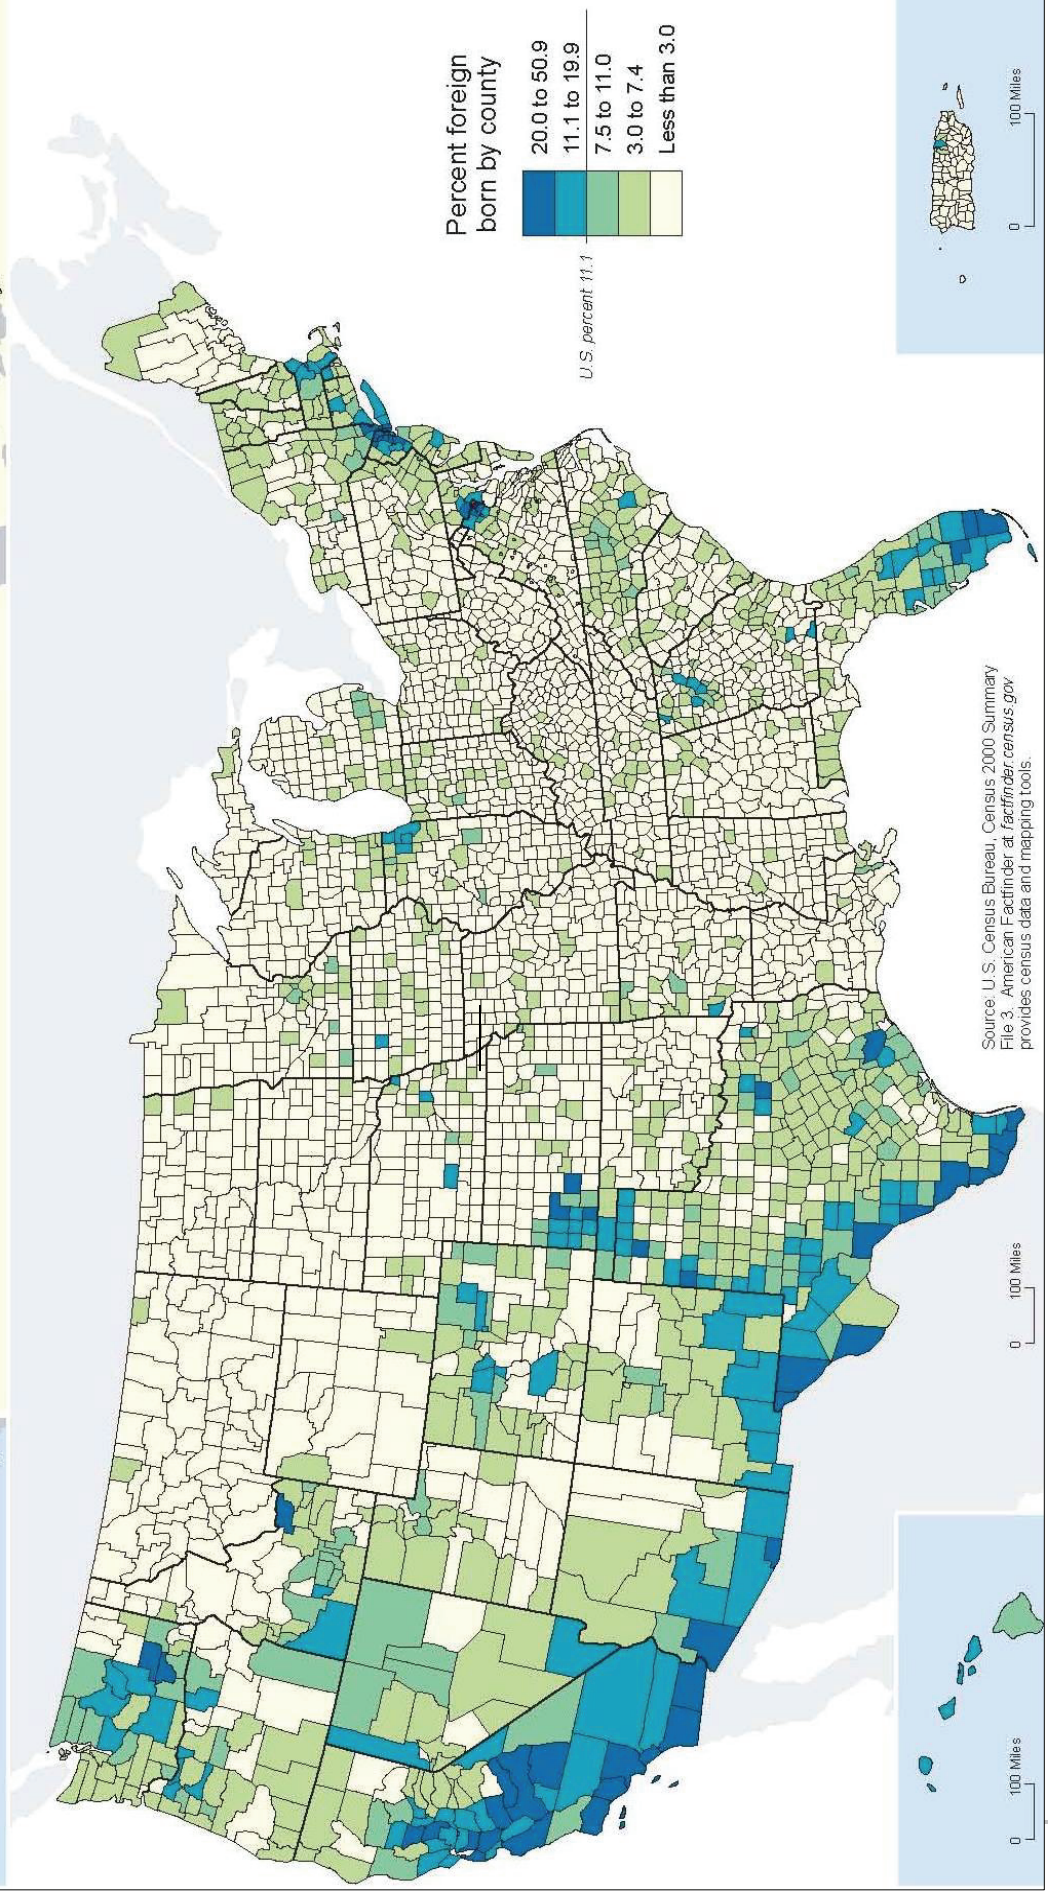 Percent foreign
born by county
20.0 to 50.9
11.1 to 19.9
7.5 to 11.0
3.0 to 7.4
Less than 3.0
U.S. percent 11.1
0 100 Miles
0 100 Miles
0 100 Miles
Source: U.S. Census Bureau, Census 2000 Summary
File 3. American Factfinder at factfinder.census.gov
provides census data and mapping tools.